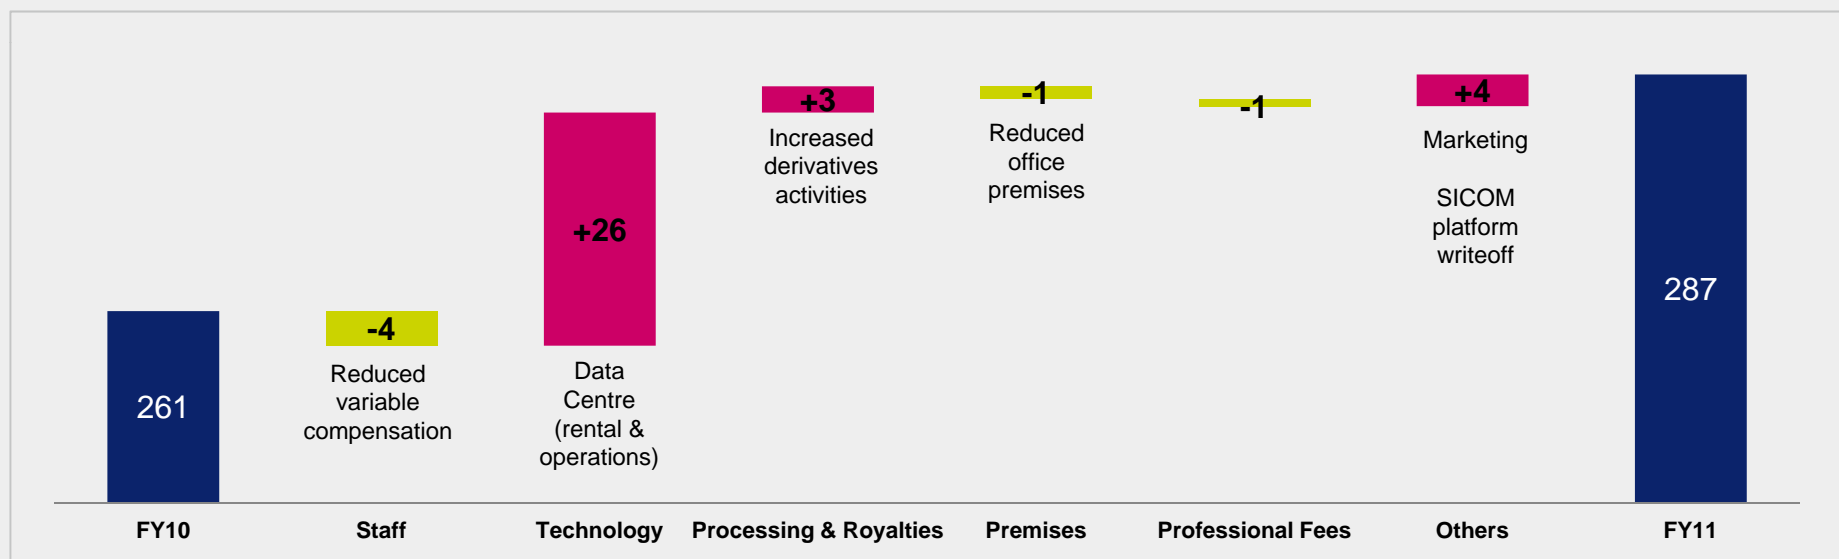 261
-4
Reduced
variable
compensation
+26
Data
Centre
(rental &
operations)
+3
Increased
derivatives
activities
-1
Reduced
office
premises
-1
+4
Marketing
SICOM
platform
writeoff
287
FY10
Staff
Technology
Processing & Royalties
Premises
Professional Fees
Others
FY11